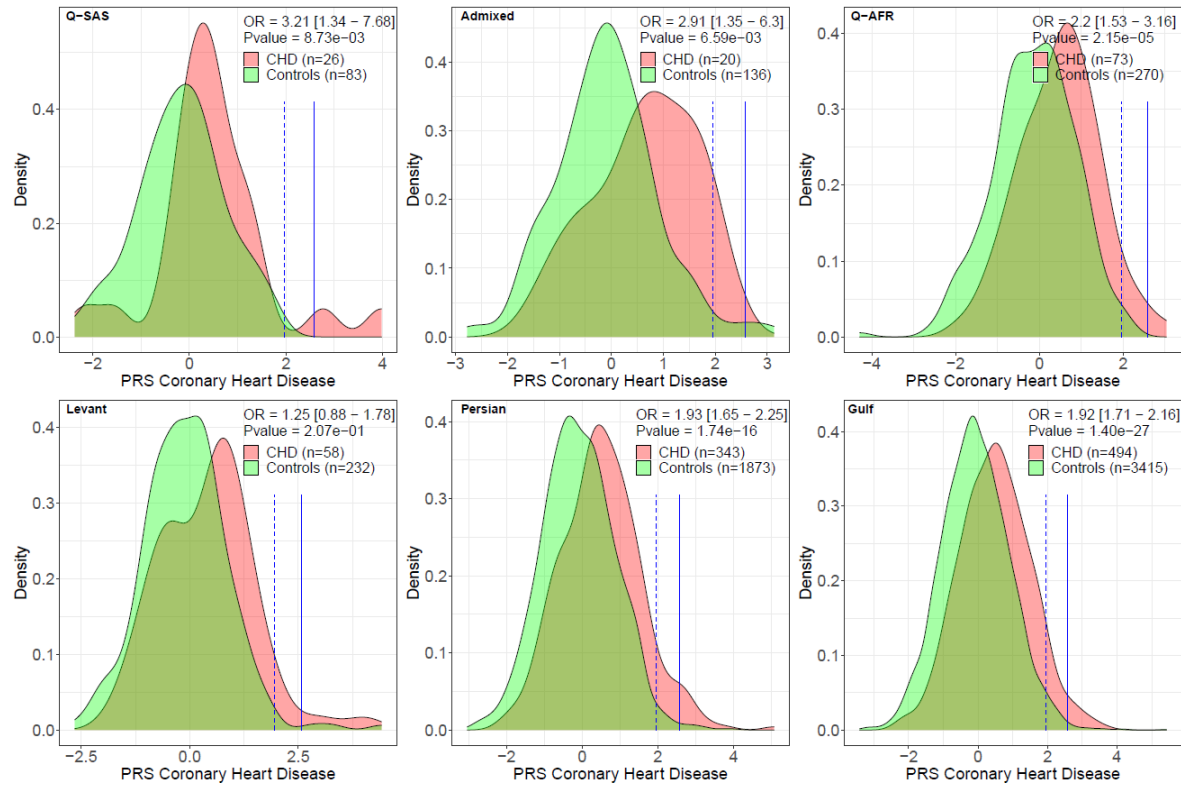 Q−SAS
OR = 3.21 [1.34 − 7.68]
Pvalue = 8.73e−03
CHD (n=26)
Controls (n=83)
Density
0.4
0.2
0.0
−2
0
2
4
PRS Coronary Heart Disease
Admixed
OR = 2.91 [1.35 − 6.3]
Pvalue = 6.59e−03
CHD (n=20)
Controls (n=136)
Density
0.4
0.3
0.2
0.1
0.0
−3
−2
−1
0
1
2
3
PRS Coronary Heart Disease
Q−AFR
OR = 2.2 [1.53 − 3.16]
Pvalue = 2.15e−05
CHD (n=73)
Controls (n=270)
Density
0.4
0.3
0.2
0.1
0.0
−4
−2
0
2
PRS Coronary Heart Disease
Levant
OR = 1.25 [0.88 − 1.78]
Pvalue = 2.07e−01
CHD (n=58)
Controls (n=232)
Density
0.4
0.3
0.2
0.1
0.0
−2.5
0.0
2.5
PRS Coronary Heart Disease
Persian
OR = 1.93 [1.65 − 2.25]
Pvalue = 1.74e−16
CHD (n=343)
Controls (n=1873)
Density
0.4
0.3
0.2
0.1
0.0
−2
0
2
4
PRS Coronary Heart Disease
Gulf
OR = 1.92 [1.71 − 2.16]
Pvalue = 1.40e−27
CHD (n=494)
Controls (n=3415)
Density
0.4
0.3
0.2
0.1
0.0
−2
0
2
4
PRS Coronary Heart Disease